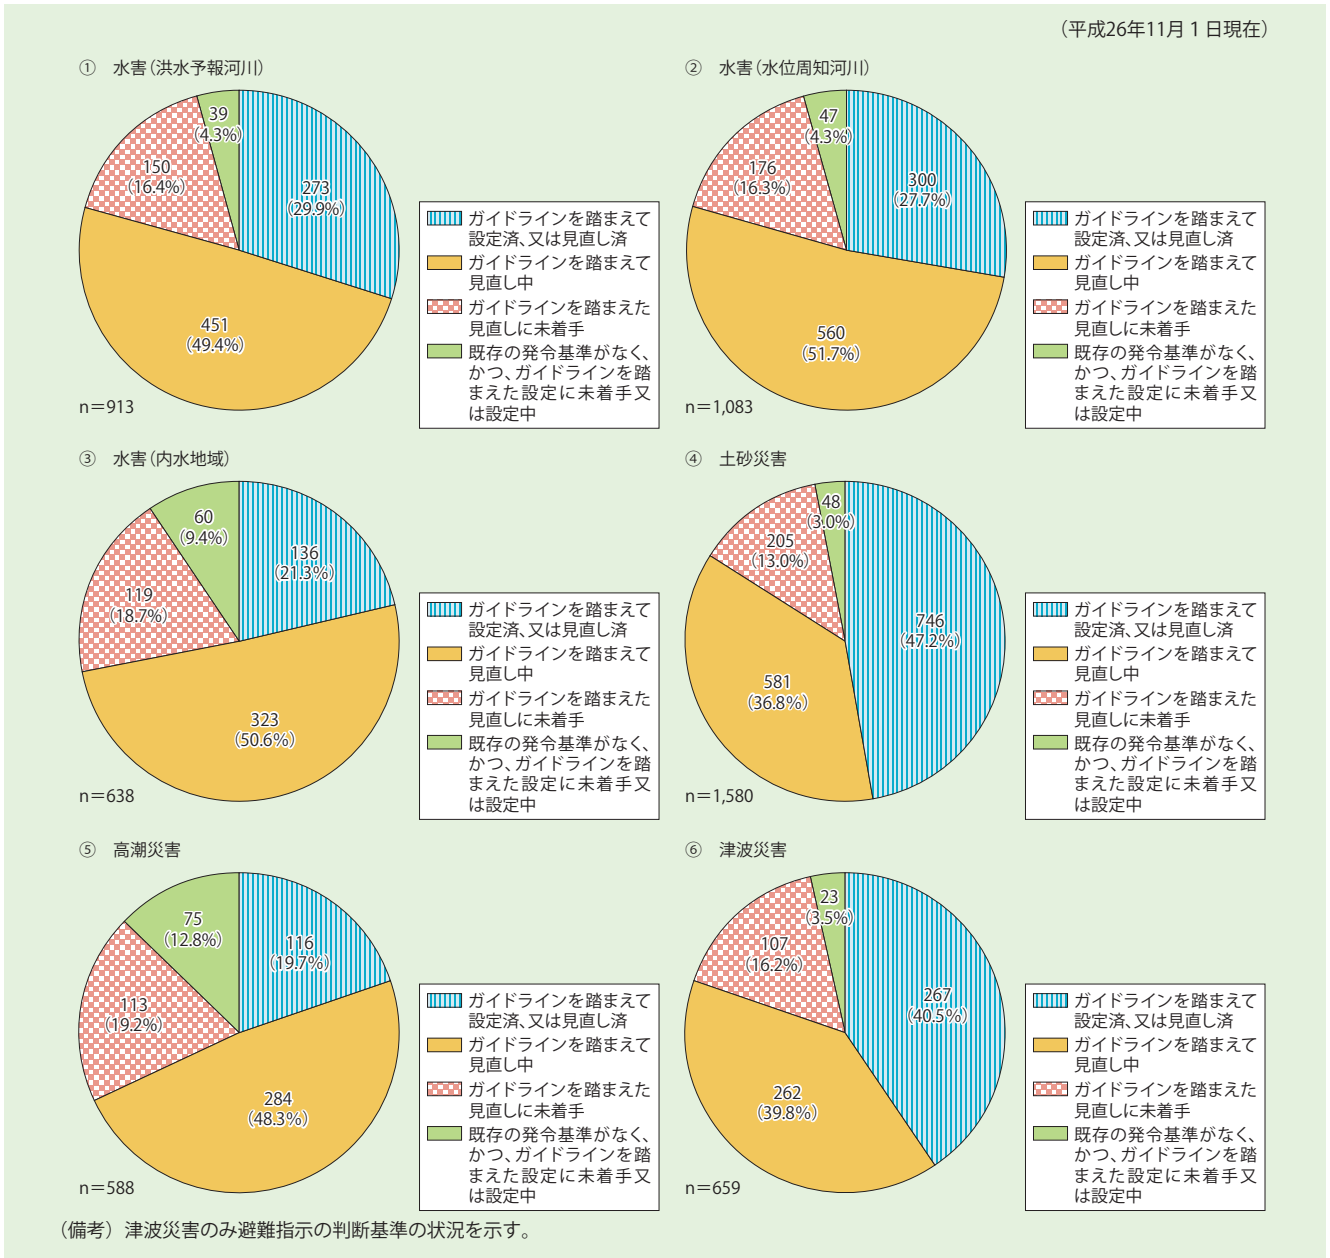 （平成26年11月１日現在）
①　水害（洪水予報河川）
39
（4.3%）
150
（16.4%）
273
（29.9%）
451
（49.4%）
n＝913
ガイドラインを踏まえて
設定済、又は見直し済
ガイドラインを踏まえて
見直し中
ガイドラインを踏まえた
見直しに未着手
既存の発令基準がなく、
かつ、ガイドラインを踏
まえた設定に未着手又
は設定中
②　水害（水位周知河川）
47
（4.3%）
176
（16.3%）
300
（27.7%）
560
（51.7%）
n＝1,083
ガイドラインを踏まえて
設定済、又は見直し済
ガイドラインを踏まえて
見直し中
ガイドラインを踏まえた
見直しに未着手
既存の発令基準がなく、
かつ、ガイドラインを踏
まえた設定に未着手又
は設定中
③　水害（内水地域）
60
（9.4%）
136
（21.3%）
119
（18.7%）
323
（50.6%）
n＝638
ガイドラインを踏まえて
設定済、又は見直し済
ガイドラインを踏まえて
見直し中
ガイドラインを踏まえた
見直しに未着手
既存の発令基準がなく、
かつ、ガイドラインを踏
まえた設定に未着手又
は設定中
④　土砂災害
48
（3.0%）
205
（13.0%）
746
（47.2%）
581
（36.8%）
n＝1,580
ガイドラインを踏まえて
設定済、又は見直し済
ガイドラインを踏まえて
見直し中
ガイドラインを踏まえた
見直しに未着手
既存の発令基準がなく、
かつ、ガイドラインを踏
まえた設定に未着手又
は設定中
⑤　高潮災害
75
（12.8%）
116
（19.7%）
113
（19.2%）
284
（48.3%）
n＝588
ガイドラインを踏まえて
設定済、又は見直し済
ガイドラインを踏まえて
見直し中
ガイドラインを踏まえた
見直しに未着手
既存の発令基準がなく、
かつ、ガイドラインを踏
まえた設定に未着手又
は設定中
⑥　津波災害
23
（3.5%）
107
（16.2%）
267
（40.5%）
262
（39.8%）
n＝659
ガイドラインを踏まえて
設定済、又は見直し済
ガイドラインを踏まえて
見直し中
ガイドラインを踏まえた
見直しに未着手
既存の発令基準がなく、
かつ、ガイドラインを踏
まえた設定に未着手又
は設定中
（備考）津波災害のみ避難指示の判断基準の状況を示す。